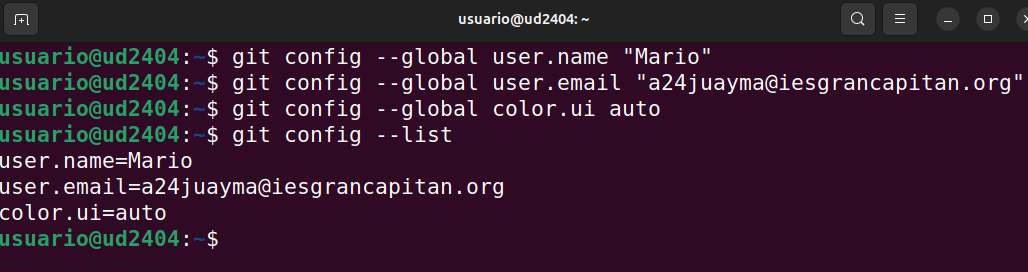 usuario@ud2404: ~
usuario@ud2404:~$ git config --global user.name "Mario"
usuario@ud2404:~$ git config --global user.email "a24juayma@iesgrancapitan.org"
usuario@ud2404:~$ git config --global color.ui auto
usuario@ud2404:~$ git config --list
user.name=Mario
user.email=a24juayma@iesgrancapitan.org
color.ui=auto
usuario@ud2404:~$